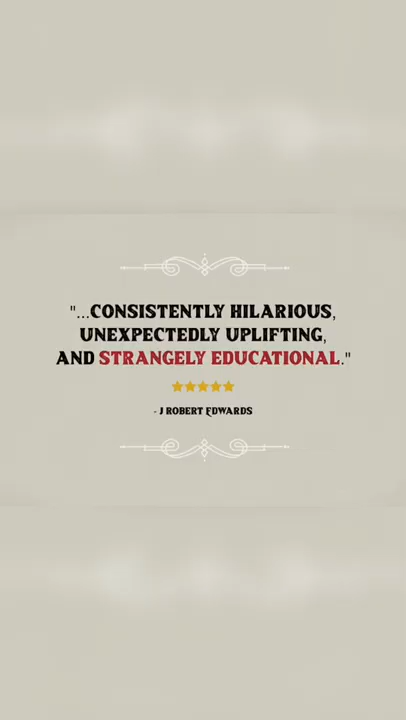 "...CONSISTENTLY HILARIOUS,
UNEXPECTEDLY UPLIFTING,
AND STRANGELY EDUCATIONAL."
- J ROBERT EDWARDS